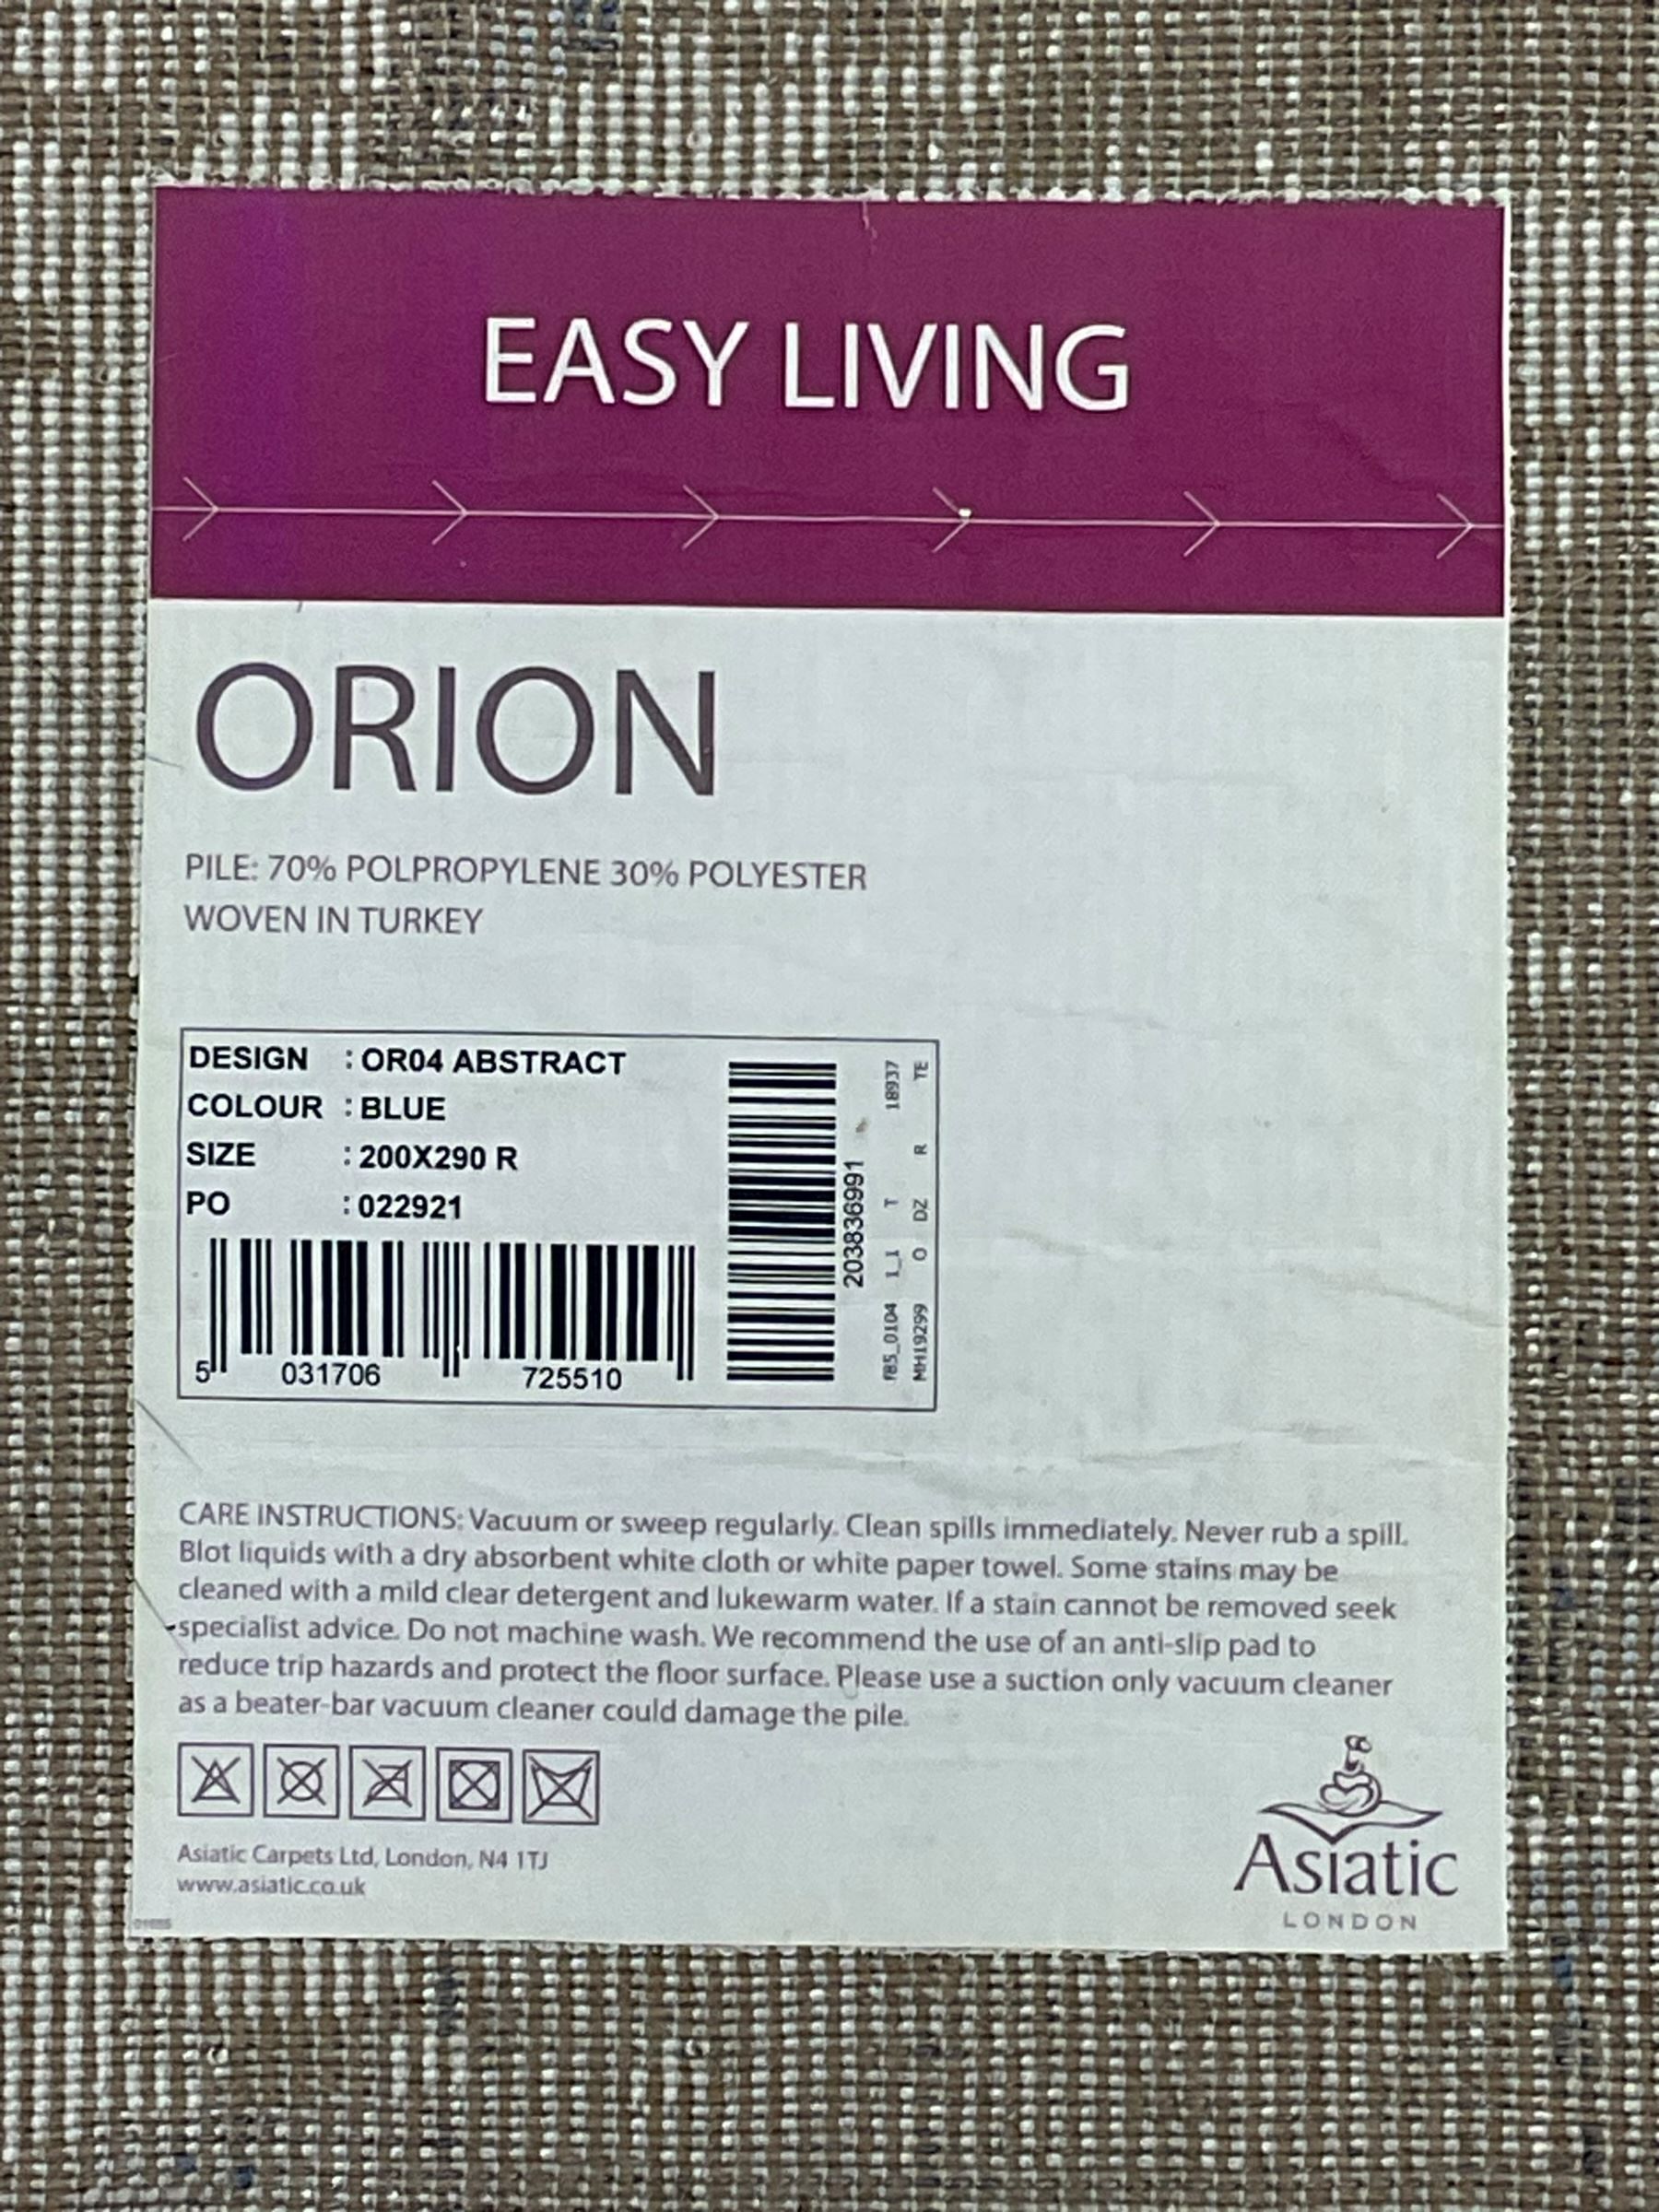 EASY LIVING
ORION
PILE: 70% POLPROPYLENE 30% POLYESTER
WOVEN IN TURKEY
DESIGN : OR04 ABSTRACT
COLOUR : BLUE
SIZE : 200X290 R
PO : 022921
5 031706 725510
203836991
f85_0104 1_1 T 18937
MH19299 O DZ R TE
CARE INSTRUCTIONS: Vacuum or sweep regularly. Clean spills immediately. Never rub a spill.
Blot liquids with a dry absorbent white cloth or white paper towel. Some stains may be
cleaned with a mild clear detergent and lukewarm water. If a stain cannot be removed seek
specialist advice. Do not machine wash. We recommend the use of an anti-slip pad to
reduce trip hazards and protect the floor surface. Please use a suction only vacuum cleaner
as a beater-bar vacuum cleaner could damage the pile.
Asiatic Carpets Ltd, London, N4 1TJ
www.asiatic.co.uk
Asiatic
LONDON